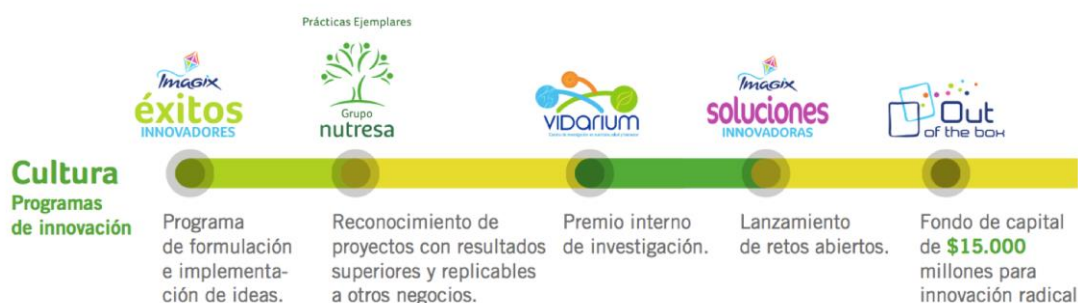 Prácticas Ejemplares
Imagix
éxitos
INNOVADORES
Grupo
nutresa
VIDARIUM
Imagix
soluciones
INNOVADORAS
Out
of the box
Cultura
Programas
de innovación
Programa
de formulación
e implementa-
ción de ideas.
Reconocimiento de
proyectos con resultados
superiores y replicables
a otros negocios.
Premio interno
de investigación.
Lanzamiento
de retos abiertos.
Fondo de capital
de $15.000
millones para
innovación radical